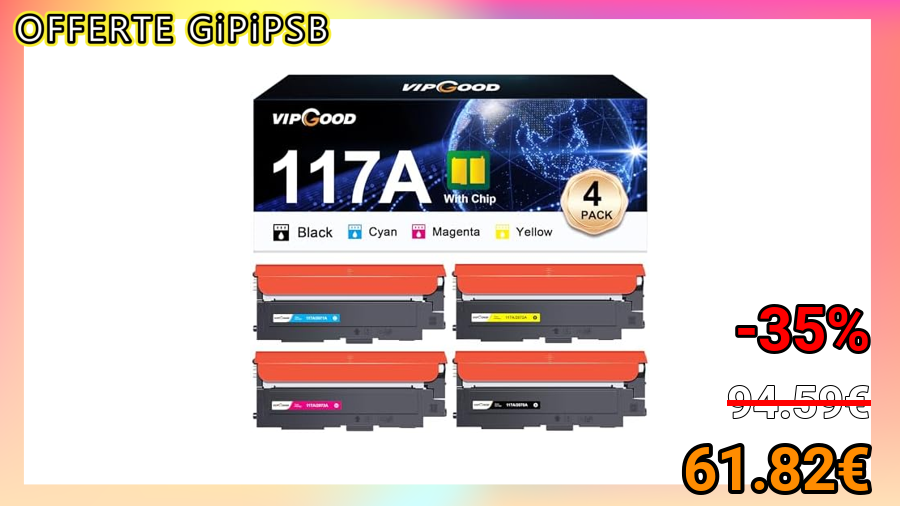 OFFERTE GiPiPSB
VIPGOOD
VIPGOOD
117A
With Chip
4
PACK
Black
Cyan
Magenta
Yellow
-35%
94.59€
61.82€